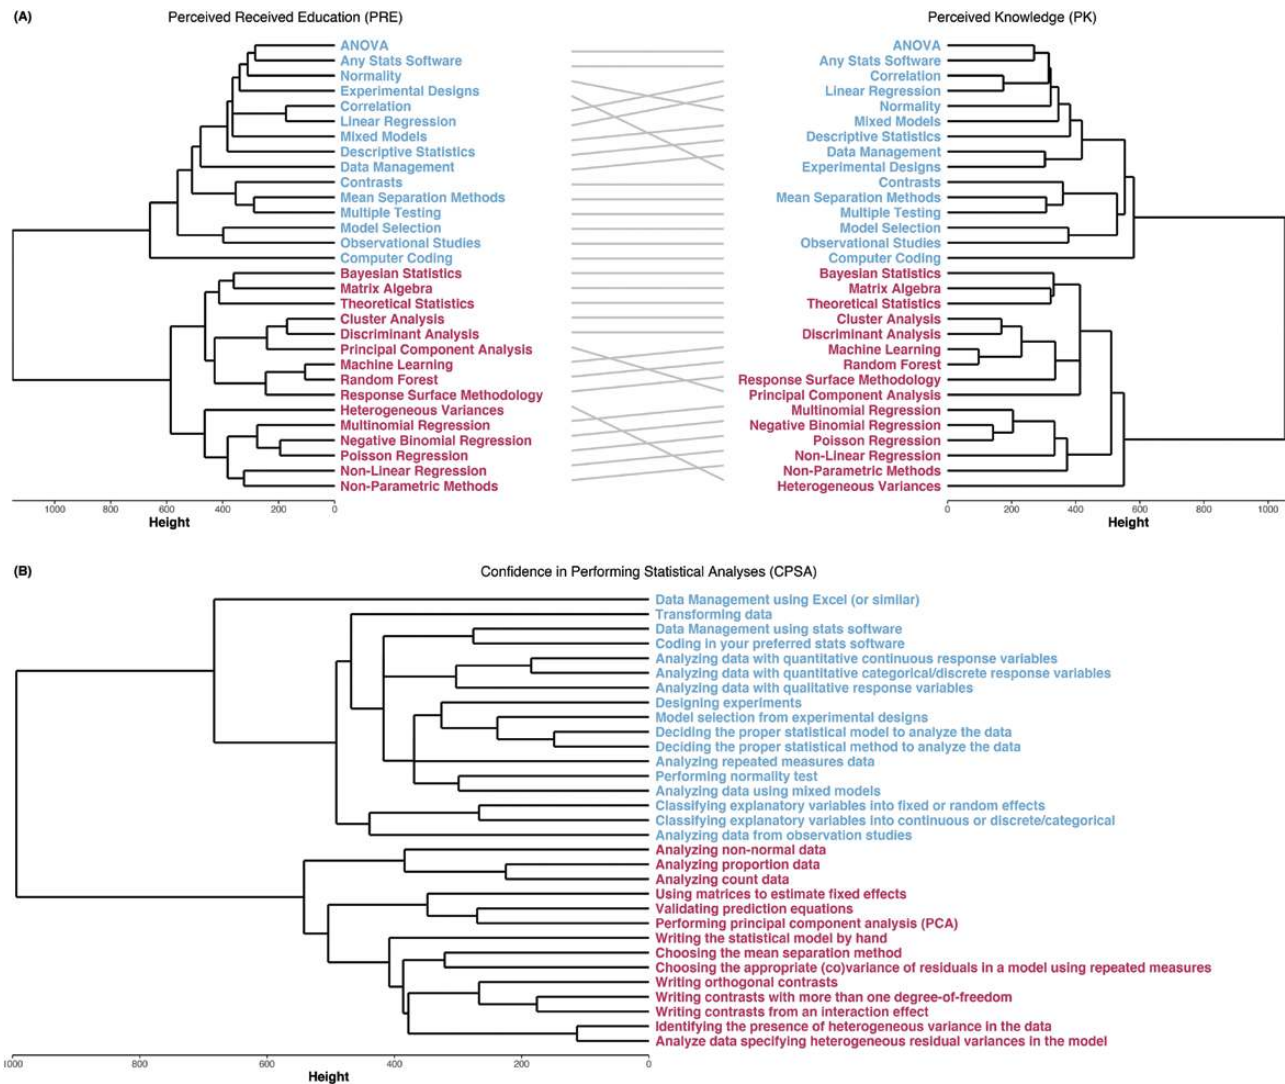 (A)
Perceived Received Education (PRE)
Perceived Knowledge (PK)
ANOVA
Any Stats Software
Normality
Experimental Designs
Correlation
Linear Regression
Mixed Models
Descriptive Statistics
Data Management
Contrasts
Mean Separation Methods
Multiple Testing
Model Selection
Observational Studies
Computer Coding
Bayesian Statistics
Matrix Algebra
Theoretical Statistics
Cluster Analysis
Discriminant Analysis
Principal Component Analysis
Machine Learning
Random Forest
Response Surface Methodology
Heterogeneous Variances
Multinomial Regression
Negative Binomial Regression
Poisson Regression
Non-Linear Regression
Non-Parametric Methods
1000 800 600 400 200 0
Height
ANOVA
Any Stats Software
Correlation
Linear Regression
Normality
Mixed Models
Descriptive Statistics
Data Management
Experimental Designs
Contrasts
Mean Separation Methods
Multiple Testing
Model Selection
Observational Studies
Computer Coding
Bayesian Statistics
Matrix Algebra
Theoretical Statistics
Cluster Analysis
Discriminant Analysis
Machine Learning
Random Forest
Response Surface Methodology
Principal Component Analysis
Multinomial Regression
Negative Binomial Regression
Poisson Regression
Non-Linear Regression
Non-Parametric Methods
Heterogeneous Variances
0 200 400 600 800 1000
Height
(B)
Confidence in Performing Statistical Analyses (CPSA)
Data Management using Excel (or similar)
Transforming data
Data Management using stats software
Coding in your preferred stats software
Analyzing data with quantitative continuous response variables
Analyzing data with quantitative categorical/discrete response variables
Analyzing data with qualitative response variables
Designing experiments
Model selection from experimental designs
Deciding the proper statistical model to analyze the data
Deciding the proper statistical method to analyze the data
Analyzing repeated measures data
Performing normality test
Analyzing data using mixed models
Classifying explanatory variables into fixed or random effects
Classifying explanatory variables into continuous or discrete/categorical
Analyzing data from observation studies
Analyzing non-normal data
Analyzing proportion data
Analyzing count data
Using matrices to estimate fixed effects
Validating prediction equations
Performing principal component analysis (PCA)
Writing the statistical model by hand
Choosing the mean separation method
Choosing the appropriate (co)variance of residuals in a model using repeated measures
Writing orthogonal contrasts
Writing contrasts with more than one degree-of-freedom
Writing contrasts from an interaction effect
Identifying the presence of heterogeneous variance in the data
Analyze data specifying heterogeneous residual variances in the model
1000 800 600 400 200 0
Height